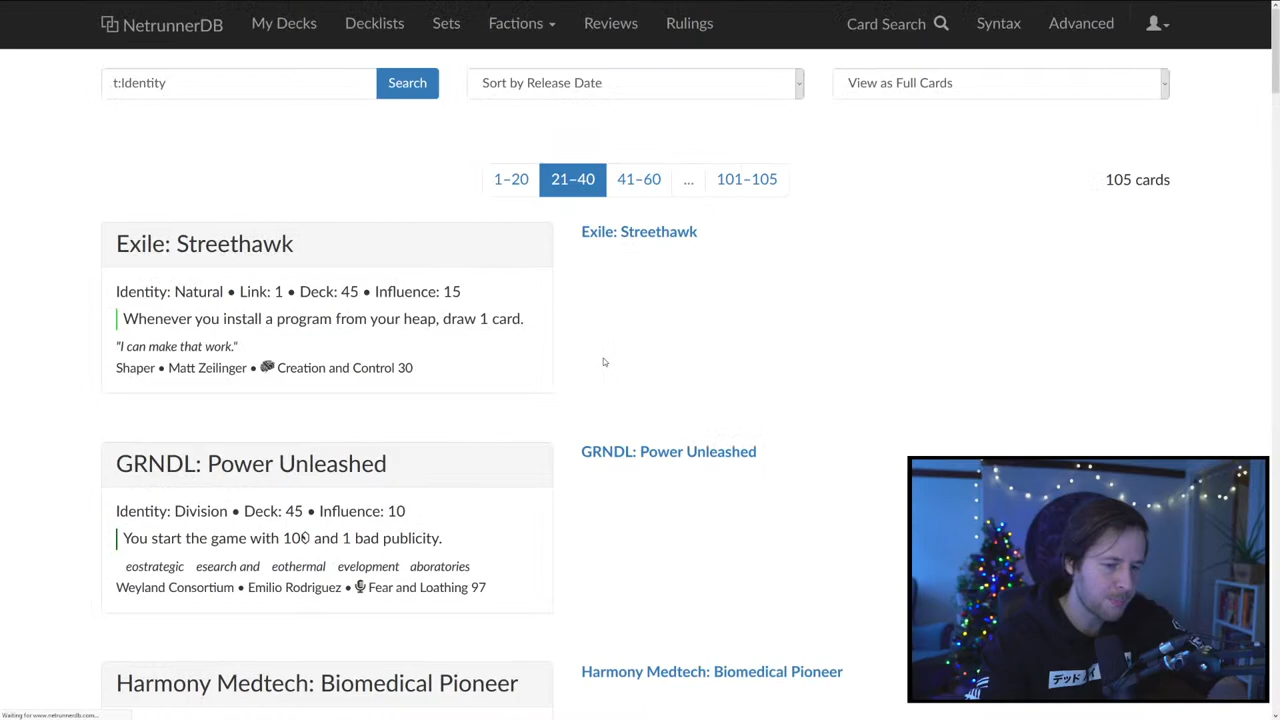 NetrunnerDB My Decks Decklists Sets Factions Reviews Rulings Card Search Syntax Advanced
t:Identity Search Sort by Release Date View as Full Cards
1–20 21–40 41–60 ... 101–105 105 cards
Exile: Streethawk
Exile: Streethawk
Identity: Natural • Link: 1 • Deck: 45 • Influence: 15
Whenever you install a program from your heap, draw 1 card.
"I can make that work."
Shaper • Matt Zeilinger • Creation and Control 30
GRNDL: Power Unleashed
GRNDL: Power Unleashed
Identity: Division • Deck: 45 • Influence: 10
You start the game with 10 and 1 bad publicity.
eostrategic esearch and eothermal evelopment aboratories
Weyland Consortium • Emilio Rodriguez • Fear and Loathing 97
Harmony Medtech: Biomedical Pioneer
Harmony Medtech: Biomedical Pioneer
デッド
Waiting for www.netrunnerdb.com...